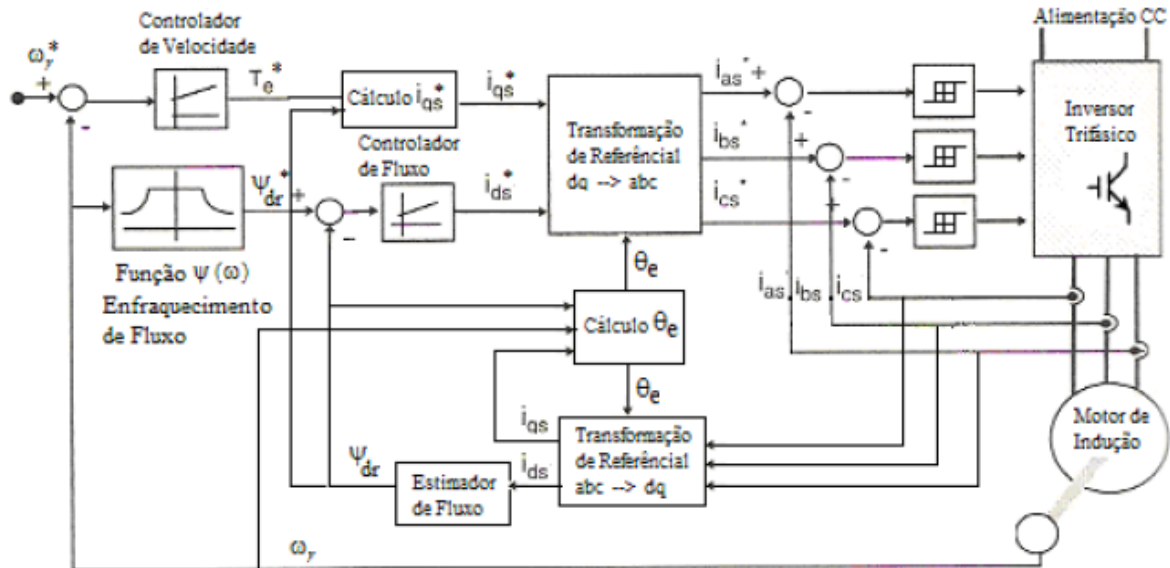 Controlador
de Velocidade
Alimentação CC
ωr*
+
-
Te*
Cálculo iqs*
iqs*
Transformação
de Referêncial
dq --> abc
ias*
+
-
ibs*
+
-
ics*
+
-
Inversor
Trifásico
Controlador
de Fluxo
Ψdr*
+
-
ids*
Função Ψ (ω)
Enfraquecimento
de Fluxo
θe
Cálculo θe
θe
ias
ibs
ics
iqs
Transformação
de Referêncial
abc --> dq
ids
Ψdr
Estimador
de Fluxo
Motor de
Indução
ωr